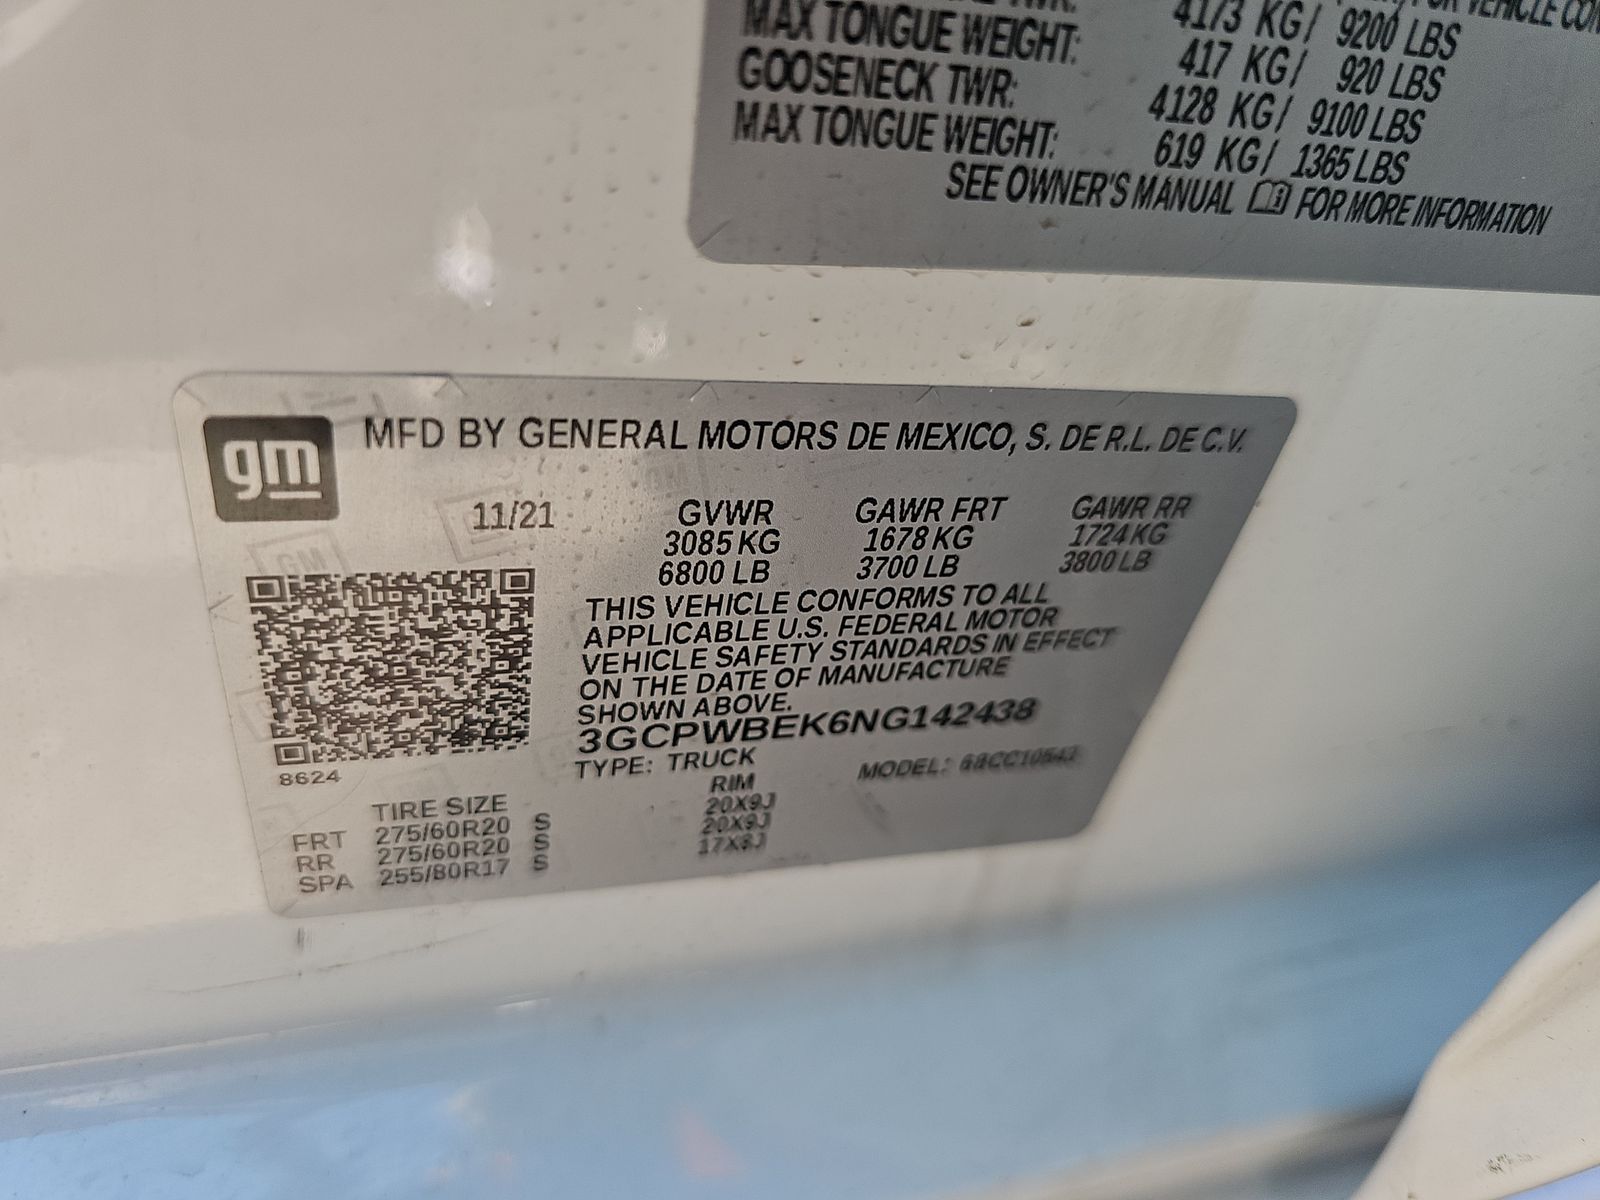 4173 KG/ 9200 LBS
MAX TONGUE WEIGHT: 417 KG/ 920 LBS
GOOSENECK TWR: 4128 KG/ 9100 LBS
MAX TONGUE WEIGHT: 619 KG/ 1365 LBS
SEE OWNER'S MANUAL FOR MORE INFORMATION
gm
MFD BY GENERAL MOTORS DE MEXICO, S. DE R.L. DE C.V.
11/21 GVWR GAWR FRT GAWR RR
3085 KG 1678 KG 1724 KG
6800 LB 3700 LB 3800 LB
THIS VEHICLE CONFORMS TO ALL
APPLICABLE U.S. FEDERAL MOTOR
VEHICLE SAFETY STANDARDS IN EFFECT
ON THE DATE OF MANUFACTURE
SHOWN ABOVE.
3GCPWBEK6NG142438
TYPE: TRUCK MODEL:
8624
TIRE SIZE RIM
FRT 275/60R20 S 20X9J
RR 275/60R20 S 20X9J
SPA 255/80R17 S 17X8J